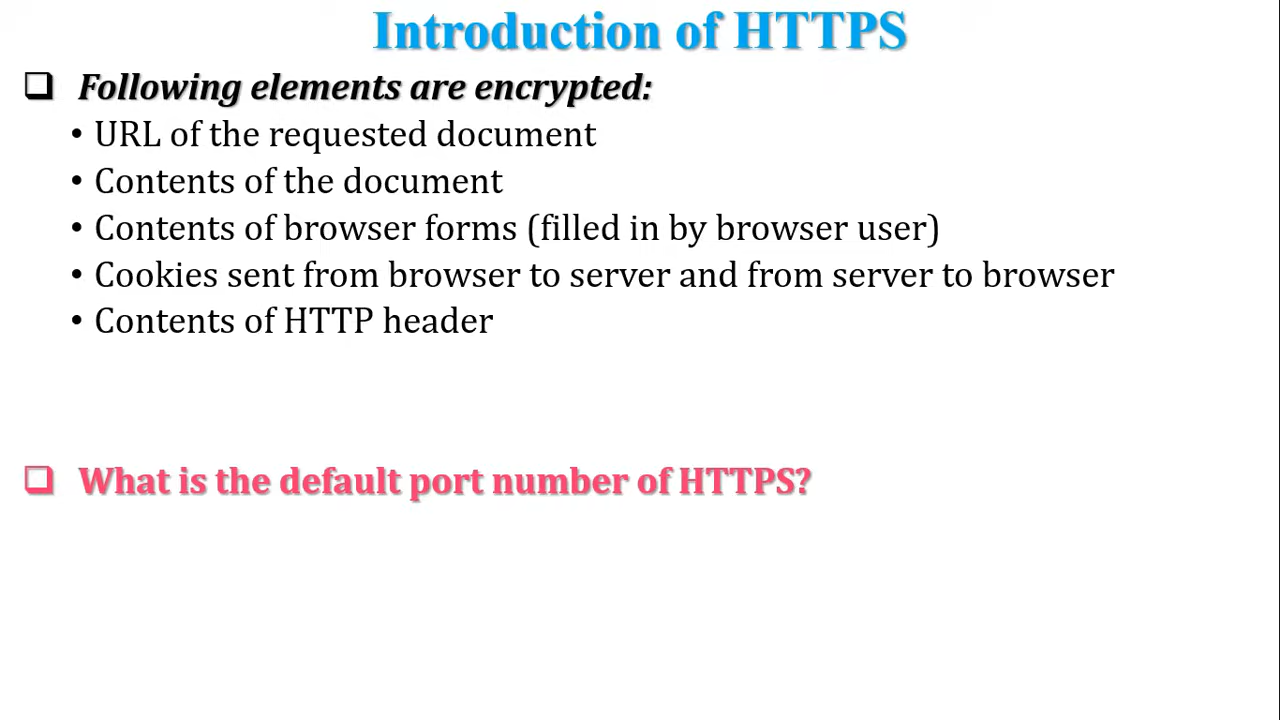 Introduction of HTTPS
❑ Following elements are encrypted:
• URL of the requested document
• Contents of the document
• Contents of browser forms (filled in by browser user)
• Cookies sent from browser to server and from server to browser
• Contents of HTTP header
❑ What is the default port number of HTTPS?